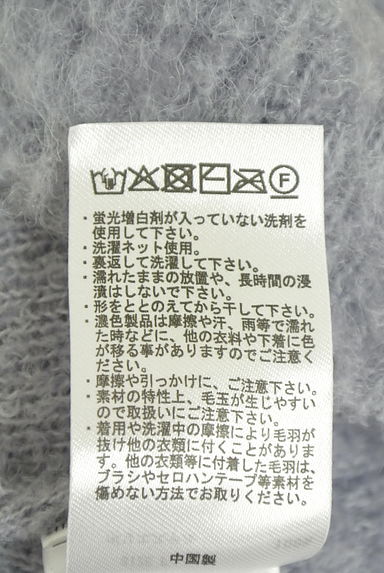 F
・蛍光増白剤が入っていない洗剤を
使用して下さい。
・洗濯ネット使用。
・裏返して洗濯して下さい。
・濡れたままの放置や、長時間の浸
漬はしないで下さい。
・形をととのえてから干して下さい。
・濃色製品は摩擦や汗、雨等で濡れ
た時などに、他の衣料や下着に色
が移る事がありますのでご注意く
ださい。
・摩擦や引っかけに、ご注意下さい。
・素材の特性上、毛玉が生じやすい
ので取扱いにご注意下さい。
・着用や洗濯中の摩擦により毛羽が
抜け他の衣類に付くことがありま
す。他の衣類等に付着した毛羽は、
ブラシやセロハンテープ等素材を
傷めない方法でお取りください。
中国製